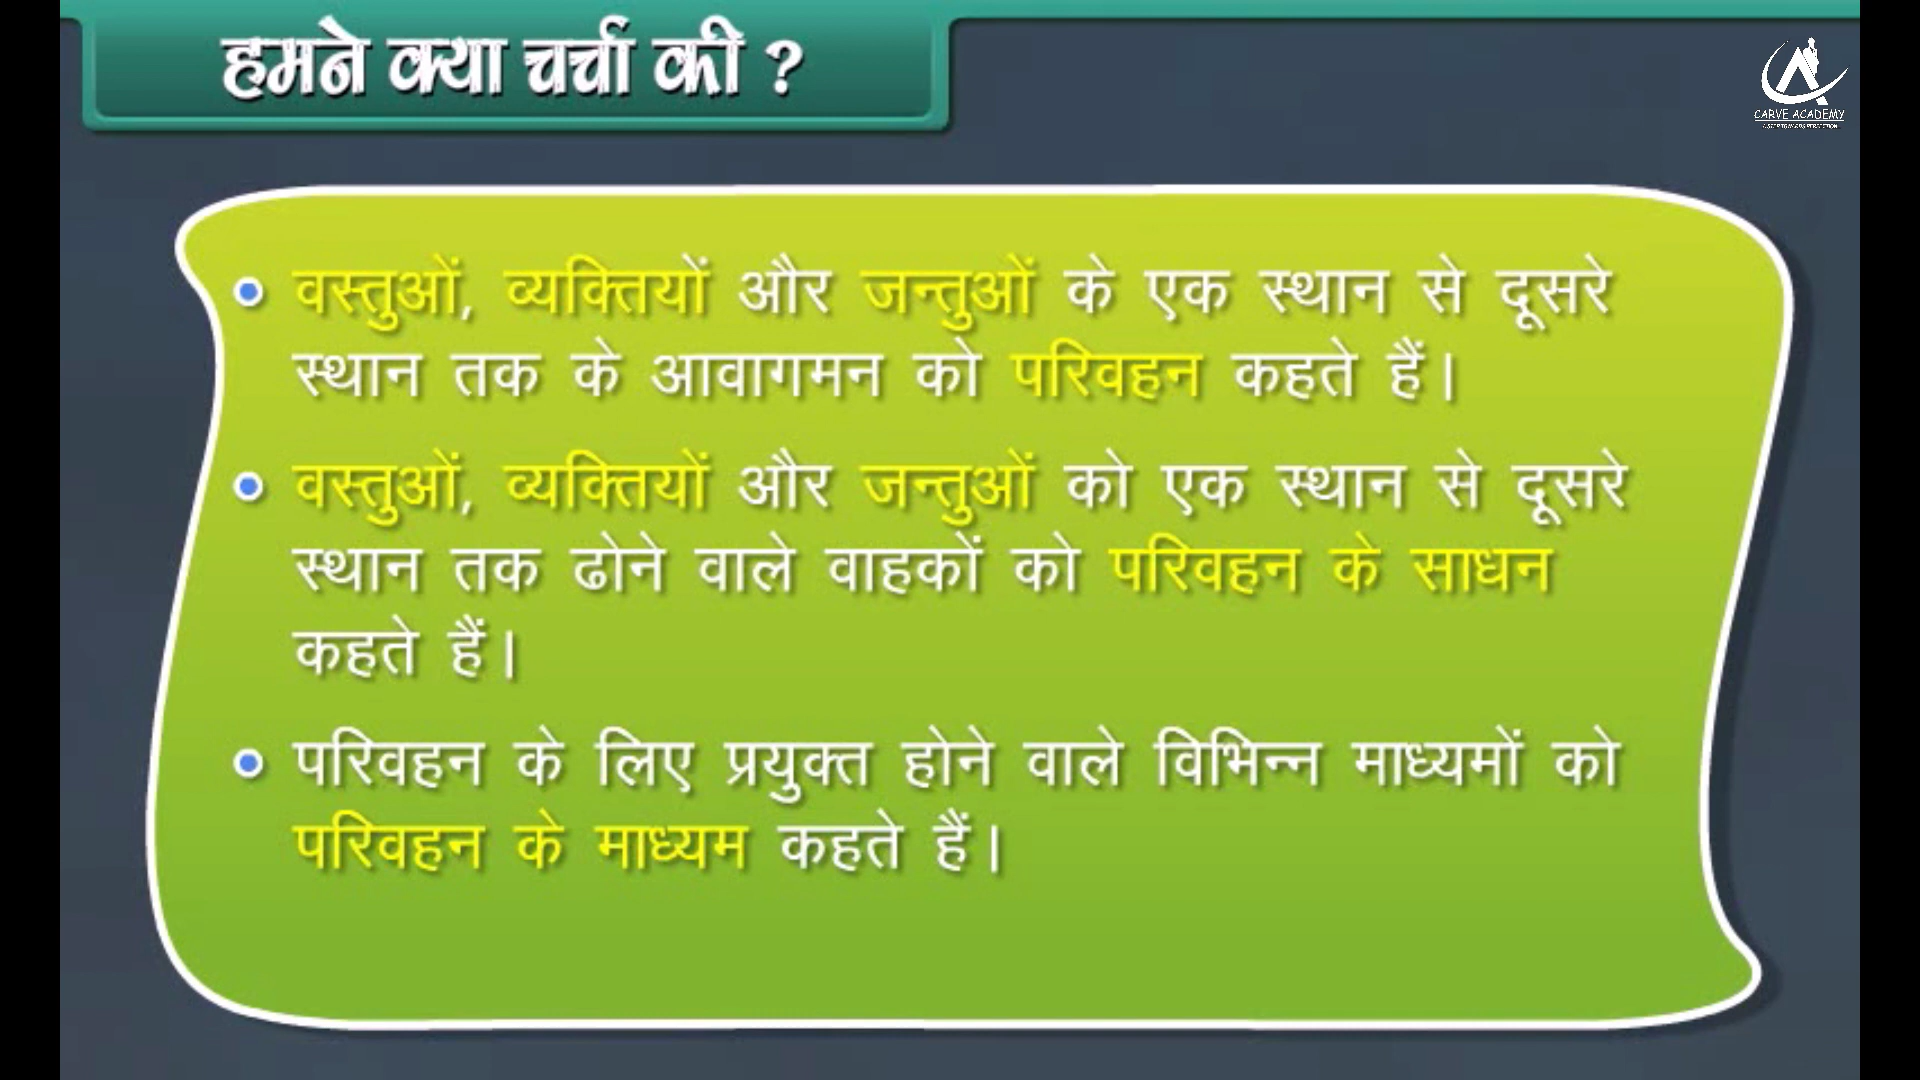 हमने क्या चर्चा की ?
CARVE ACADEMY
वस्तुओं, व्यक्तियों और जन्तुओं के एक स्थान से दूसरे
स्थान तक के आवागमन को परिवहन कहते हैं।
वस्तुओं, व्यक्तियों और जन्तुओं को एक स्थान से दूसरे
स्थान तक ढोने वाले वाहकों को परिवहन के साधन
कहते हैं।
परिवहन के लिए प्रयुक्त होने वाले विभिन्न माध्यमों को
परिवहन के माध्यम कहते हैं।